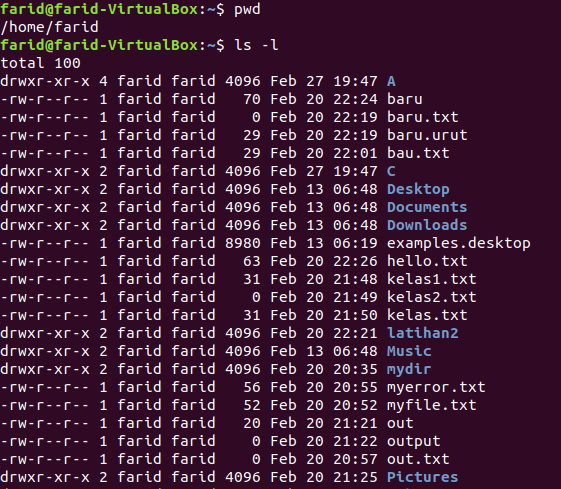 farid@farid-VirtualBox:~$ pwd
/home/farid
farid@farid-VirtualBox:~$ ls -l
total 100
drwxr-xr-x 4 farid farid 4096 Feb 27 19:47 A
-rw-r--r-- 1 farid farid   70 Feb 20 22:24 baru
-rw-r--r-- 1 farid farid    0 Feb 20 22:19 baru.txt
-rw-r--r-- 1 farid farid   29 Feb 20 22:19 baru.urut
-rw-r--r-- 1 farid farid   29 Feb 20 22:01 bau.txt
drwxr-xr-x 2 farid farid 4096 Feb 27 19:47 C
drwxr-xr-x 2 farid farid 4096 Feb 13 06:48 Desktop
drwxr-xr-x 2 farid farid 4096 Feb 13 06:48 Documents
drwxr-xr-x 2 farid farid 4096 Feb 13 06:48 Downloads
-rw-r--r-- 1 farid farid 8980 Feb 13 06:19 examples.desktop
-rw-r--r-- 1 farid farid   63 Feb 20 22:26 hello.txt
-rw-r--r-- 1 farid farid   31 Feb 20 21:48 kelas1.txt
-rw-r--r-- 1 farid farid    0 Feb 20 21:49 kelas2.txt
-rw-r--r-- 1 farid farid   31 Feb 20 21:50 kelas.txt
drwxr-xr-x 2 farid farid 4096 Feb 20 22:21 latihan2
drwxr-xr-x 2 farid farid 4096 Feb 13 06:48 Music
drwxr-xr-x 2 farid farid 4096 Feb 20 20:35 mydir
-rw-r--r-- 1 farid farid   56 Feb 20 20:55 myerror.txt
-rw-r--r-- 1 farid farid   52 Feb 20 20:52 myfile.txt
-rw-r--r-- 1 farid farid   20 Feb 20 21:21 out
-rw-r--r-- 1 farid farid    0 Feb 20 21:22 output
-rw-r--r-- 1 farid farid    0 Feb 20 20:57 out.txt
drwxr-xr-x 2 farid farid 4096 Feb 20 21:25 Pictures